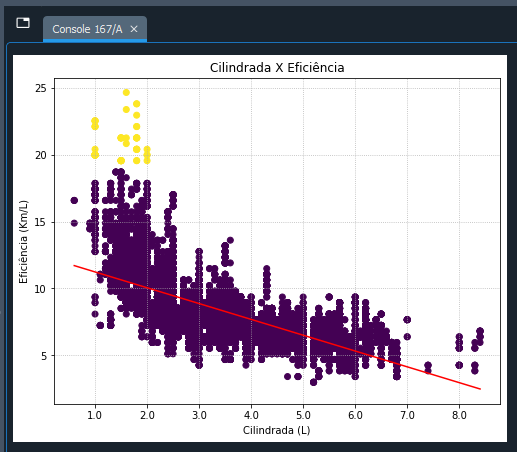 Console 167/A
Cilindrada X Eficiência
25
20
15
10
5
Eficiência (Km/L)
1.0 2.0 3.0 4.0 5.0 6.0 7.0 8.0
Cilindrada (L)